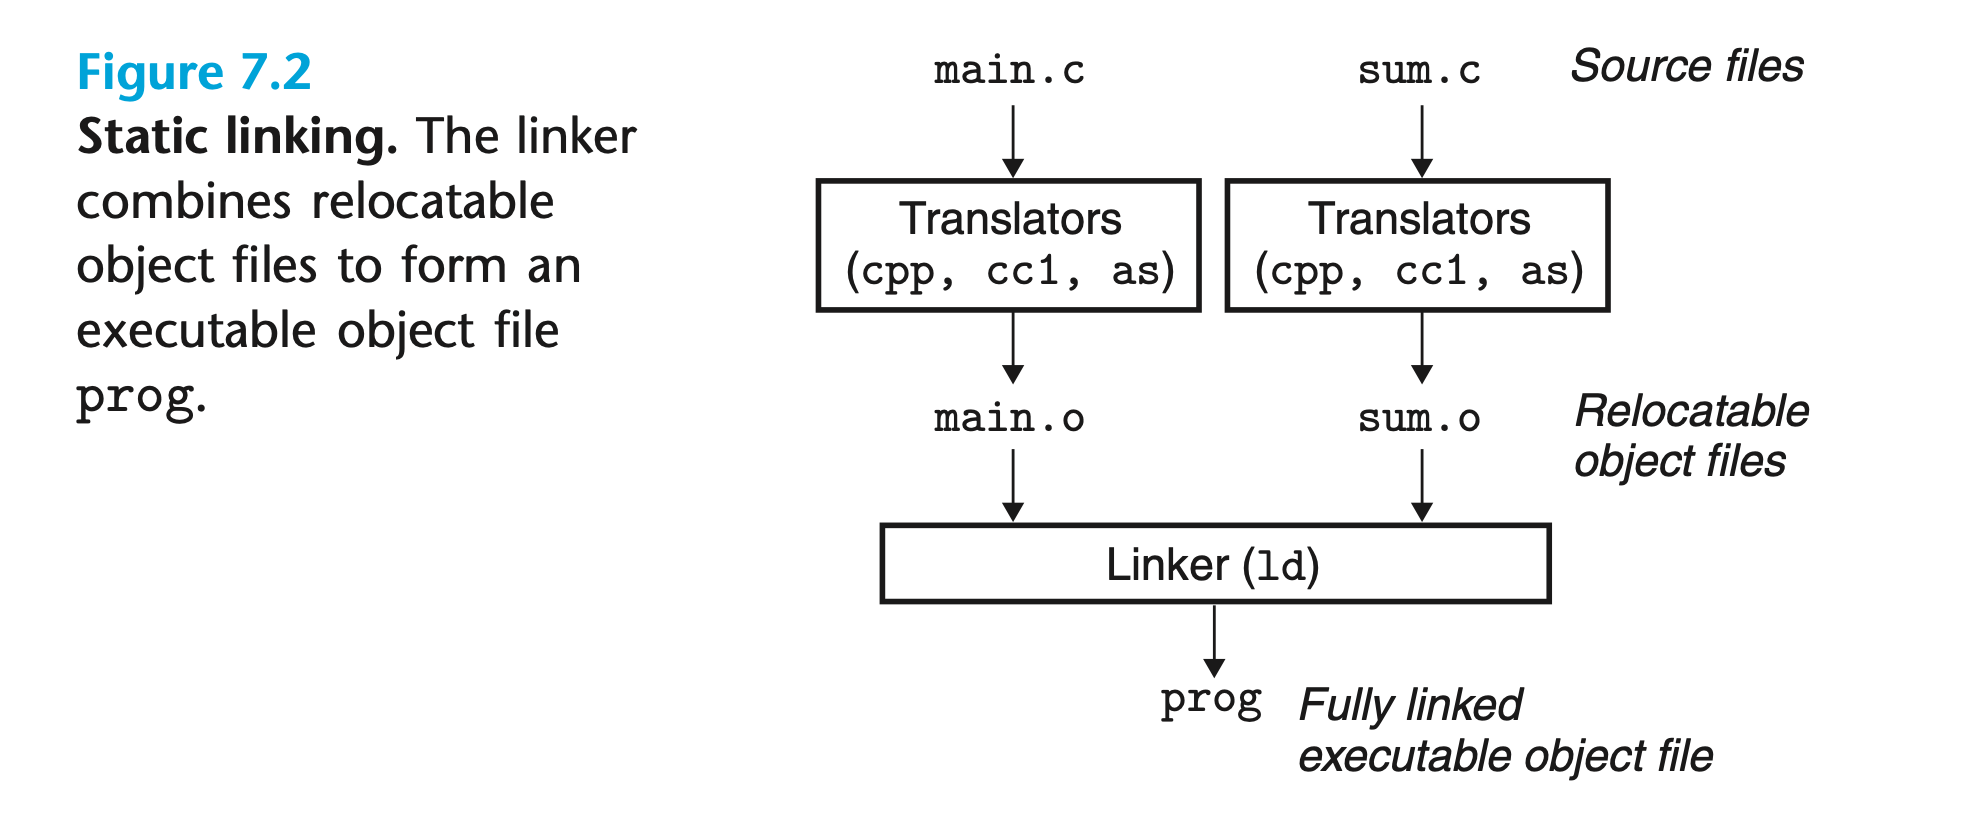 Figure 7.2
Static linking. The linker
combines relocatable
object files to form an
executable object file
prog.
main.c sum.c Source files
Translators Translators
(cpp, cc1, as) (cpp, cc1, as)
main.o sum.o Relocatable
object files
Linker (ld)
prog Fully linked
executable object file